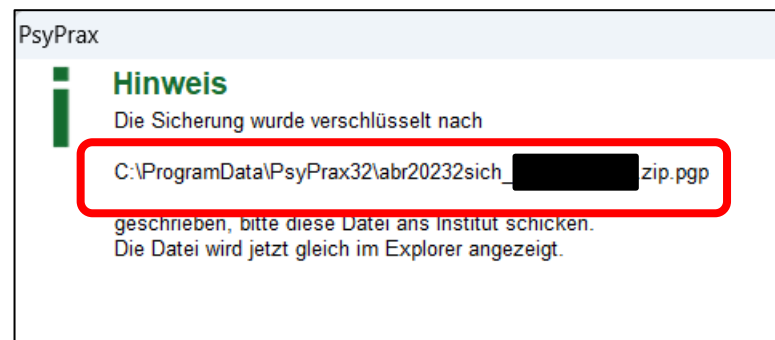 PsyPrax
Hinweis
Die Sicherung wurde verschlüsselt nach
C:\ProgramData\PsyPrax32\abr20232sich_ zip.pgp
geschrieben, bitte diese Datei ans Institut schicken.
Die Datei wird jetzt gleich im Explorer angezeigt.